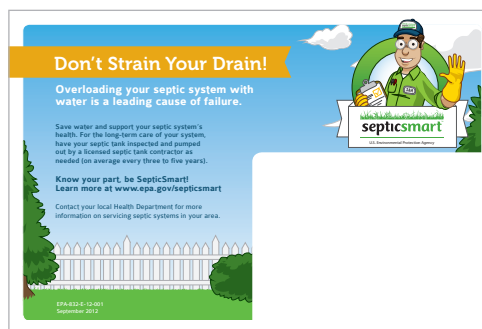 Don't Strain Your Drain!
Overloading your septic system with
water is a leading cause of failure.
Save water and support your septic system's
health. For the long-term care of your system,
have your septic tank inspected and pumped
out by a licensed septic tank contractor as
needed (on average every three to five years).
Know your part, be SepticSmart!
Learn more at www.epa.gov/septicsmart
Contact your local Health Department for more
information on servicing septic systems in your area.
EPA-832-E-12-001
September 2012
septicsmart
U.S. Environmental Protection Agency